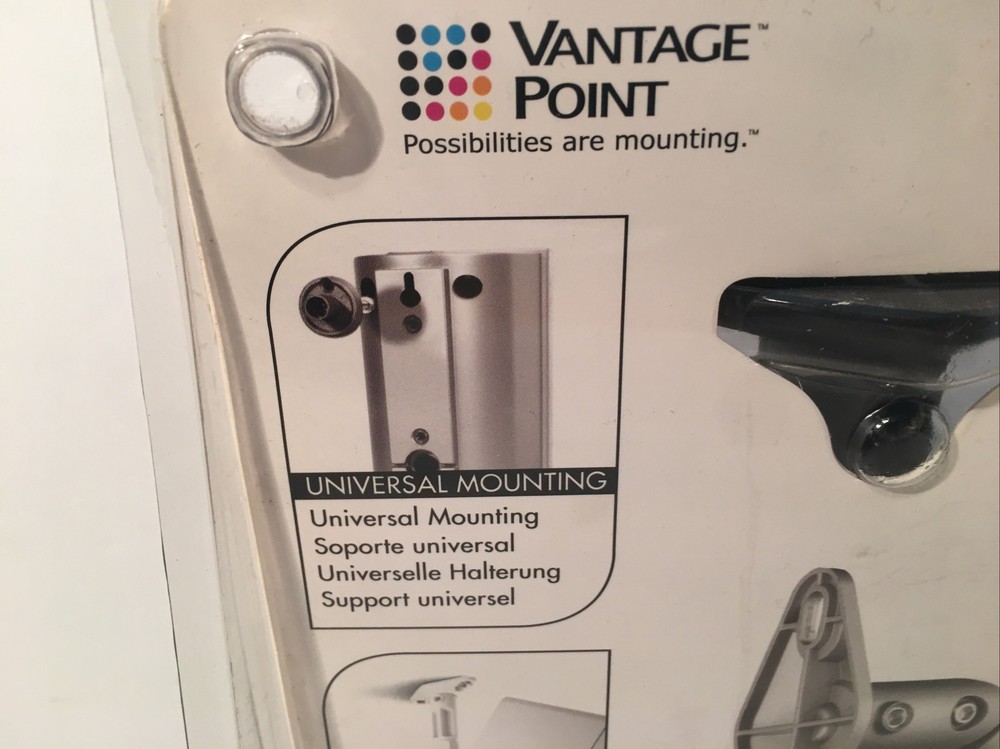 VANTAGE™
POINT
Possibilities are mounting.™
UNIVERSAL MOUNTING
Universal Mounting
Soporte universal
Universelle Halterung
Support universel